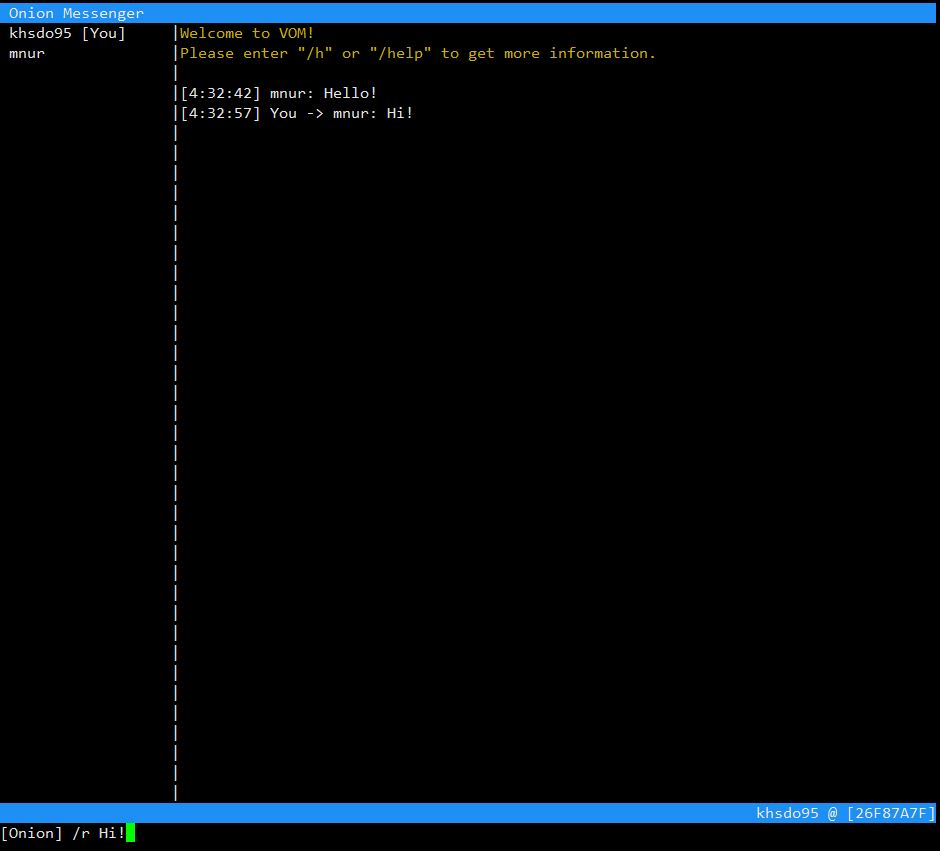 Onion Messenger
khsdo95 [You]
mnur
Welcome to VOM!
Please enter "/h" or "/help" to get more information.
[4:32:42] mnur: Hello!
[4:32:57] You -> mnur: Hi!
khsdo95 @ [26F87A7F]
[Onion] /r Hi!